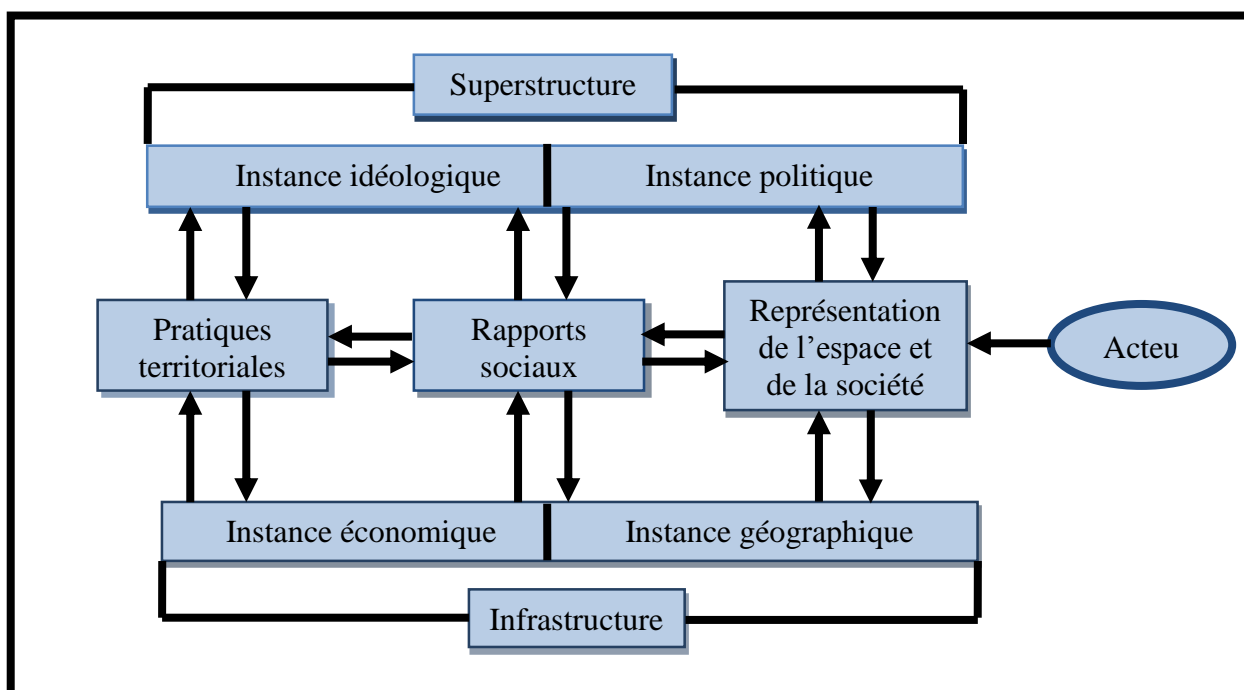 Superstructure
Instance idéologique
Instance politique
Pratiques
territoriales
Rapports
sociaux
Représentation
de l’espace et
de la société
Acteu
Instance économique
Instance géographique
Infrastructure